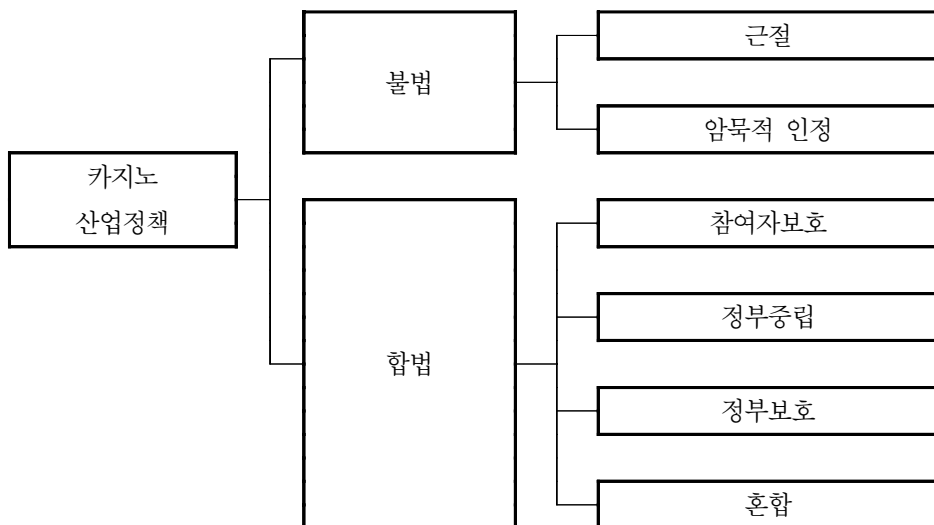 근절
불법
암묵적 인정
카지노
산업정책
참여자보호
정부중립
합법
정부보호
혼합